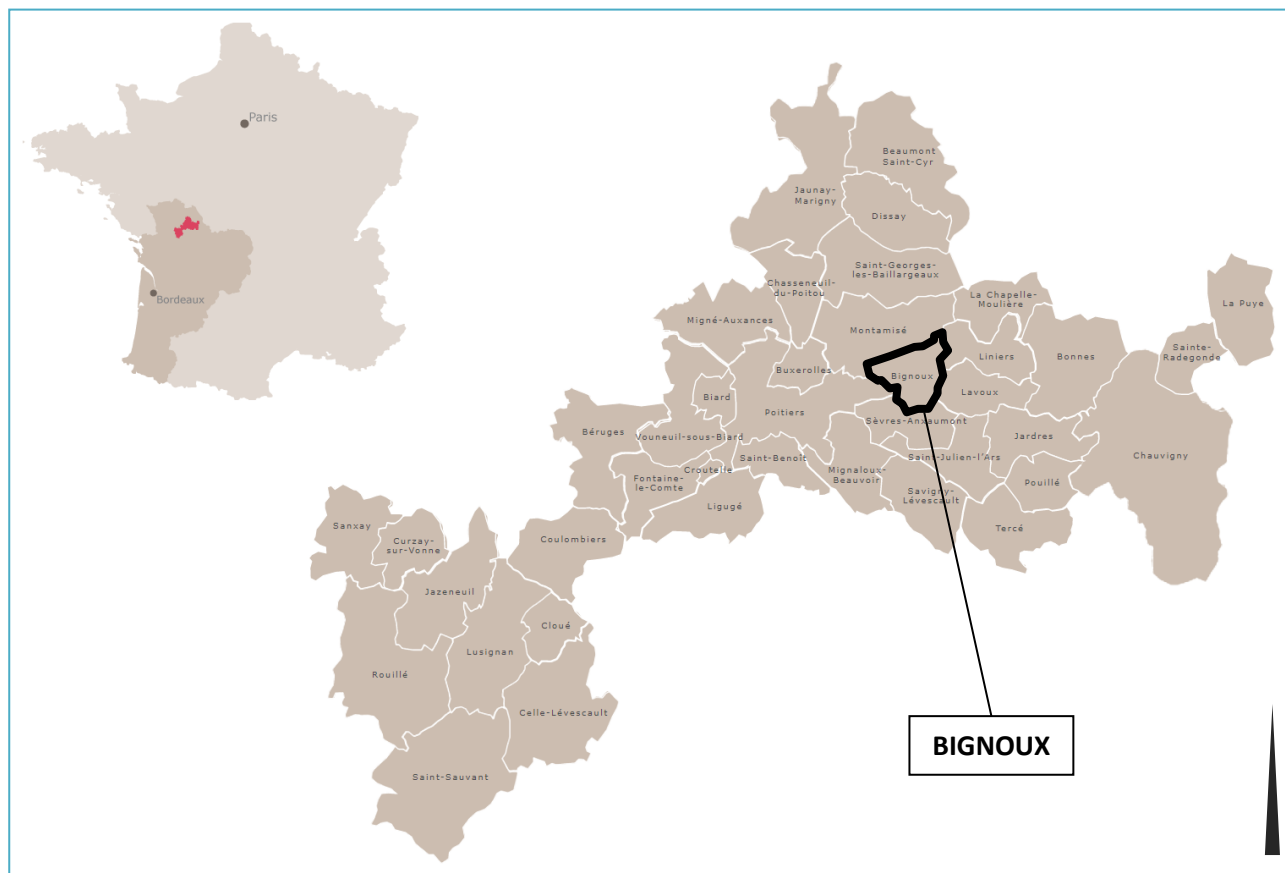 Paris
Bordeaux
Beaumont
Saint-Cyr
Jaunay-
Marigny
Dissay
Saint-Georges-
les-Baillargeaux
Chasseneuil-
du-Poitou
La Chapelle-
Moulière
La Puye
Migné-Auxances
Montamisé
Sainte-
Radegonde
Liniers
Bonnes
Buxerolles
Bignoux
Biard
Lavoux
Poitiers
Sèvres-Anxaumont
Béruges
Vouneuil-sous-Biard
Jardres
Saint-Benoît
Saint-Julien-l'Ars
Chauvigny
Croutelle
Fontaine-
le-Comte
Mignaloux-
Beauvoir
Pouillé
Savigny-
Lévescault
Ligugé
Tercé
Sanxay
Curzay-
sur-Vonne
Coulombiers
Jazeneuil
Cloué
Lusignan
Rouillé
Celle-Lévescault
Saint-Sauvant
BIGNOUX